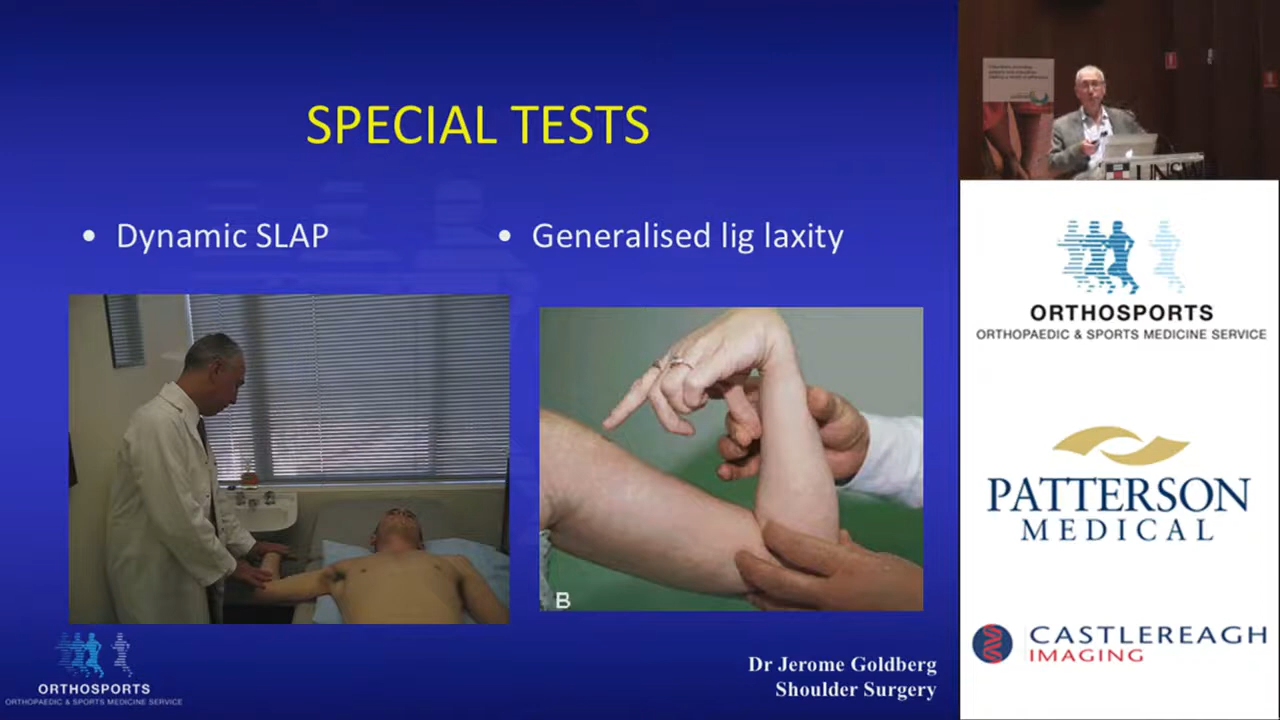 SPECIAL TESTS
• Dynamic SLAP
• Generalised lig laxity
B
Dr Jerome Goldberg
Shoulder Surgery
ORTHOSPORTS
ORTHOPAEDIC & SPORTS MEDICINE SERVICE
UNSW
ORTHOSPORTS
ORTHOPAEDIC & SPORTS MEDICINE SERVICE
PATTERSON
MEDICAL
CASTLEREAGH
IMAGING